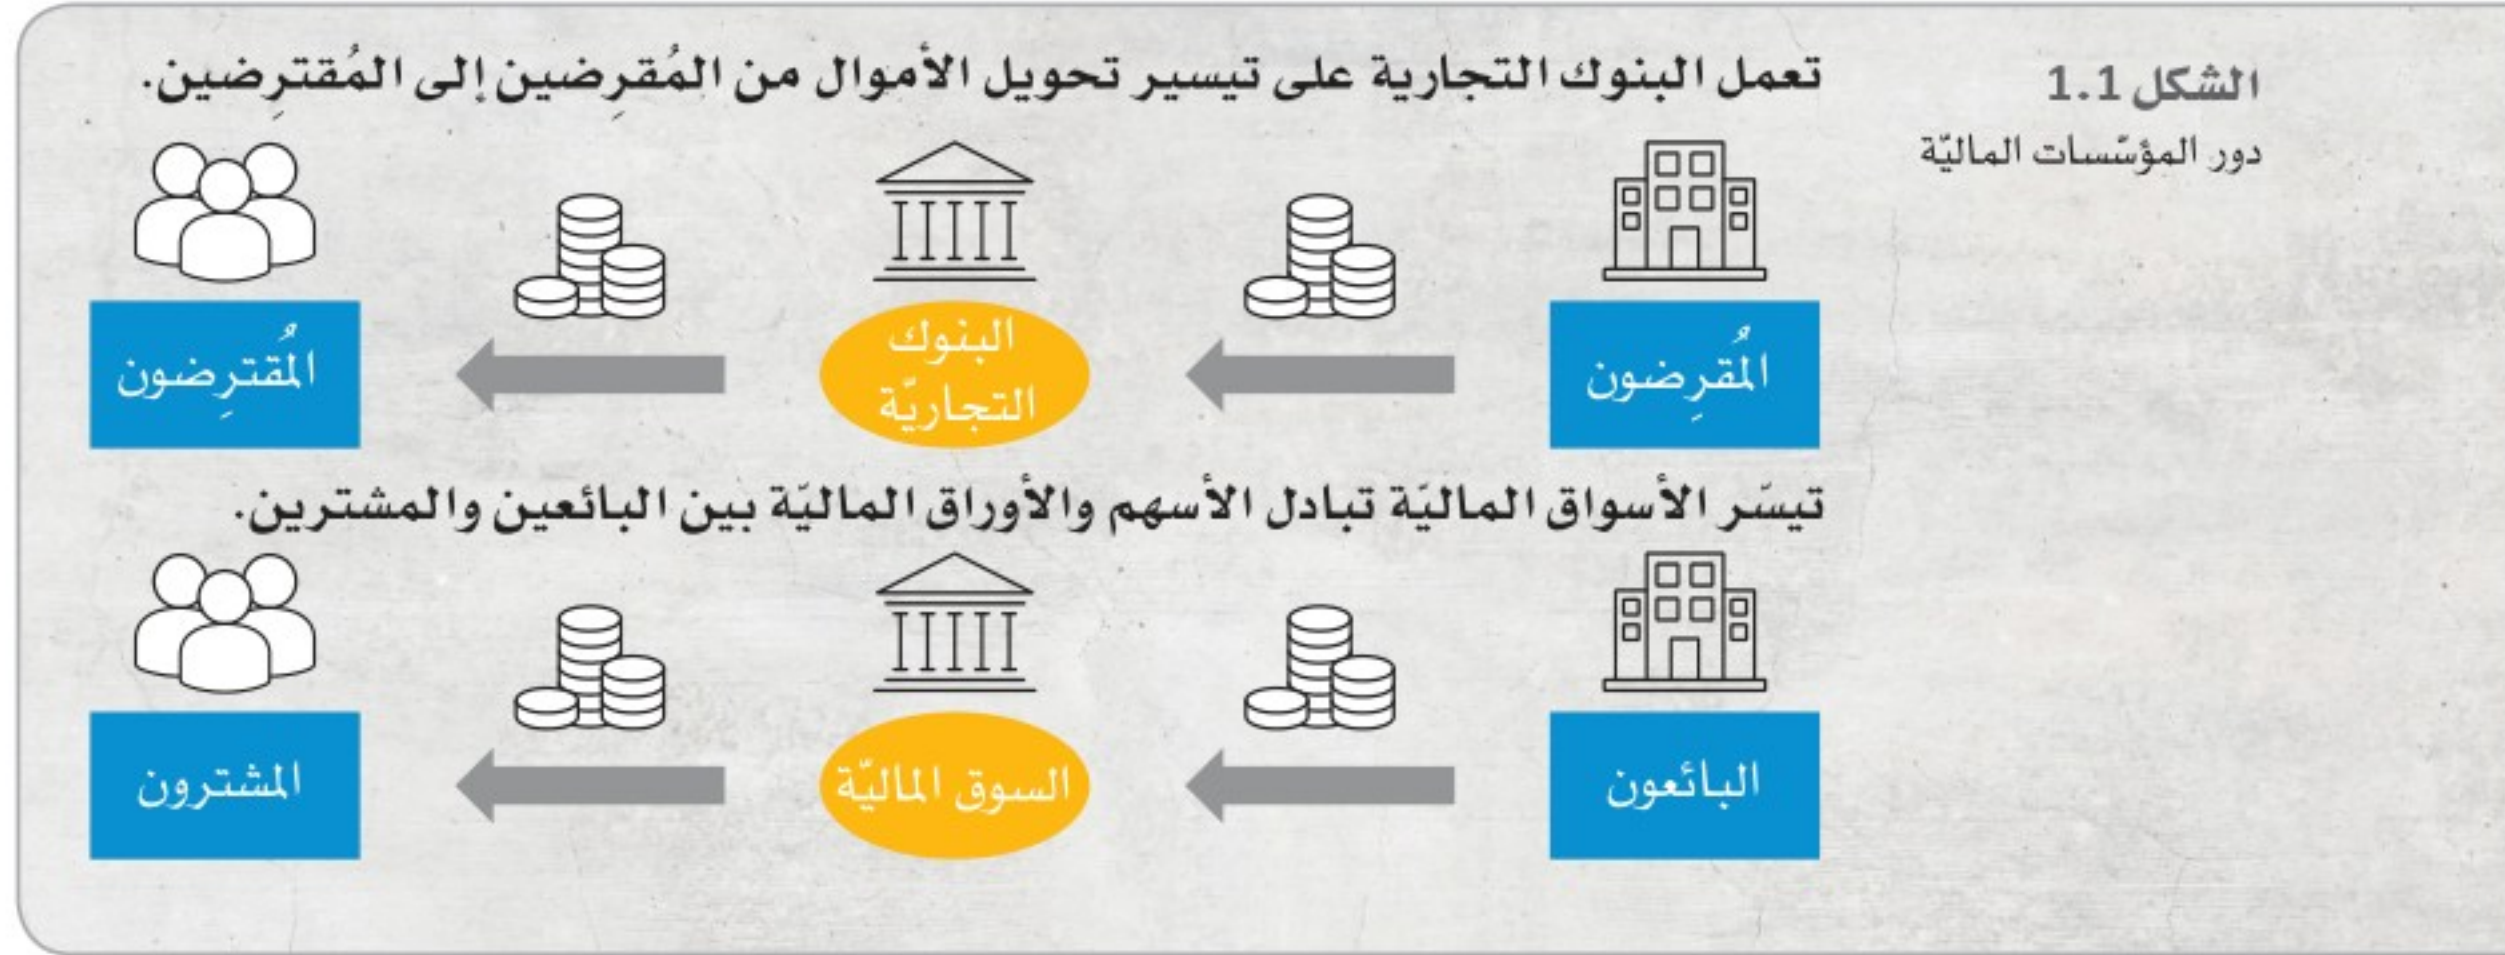 الشكل 1.1
دور المؤسّسات الماليّة
تعمل البنوك التجارية على تيسير تحويل الأموال من المُقرِضين إلى المُقترِضين.
المُقرِضون
البنوك
التجاريّة
المُقترِضون
تيسّر الأسواق الماليّة تبادل الأسهم والأوراق الماليّة بين البائعين والمشترين.
البائعون
السوق الماليّة
المشترون